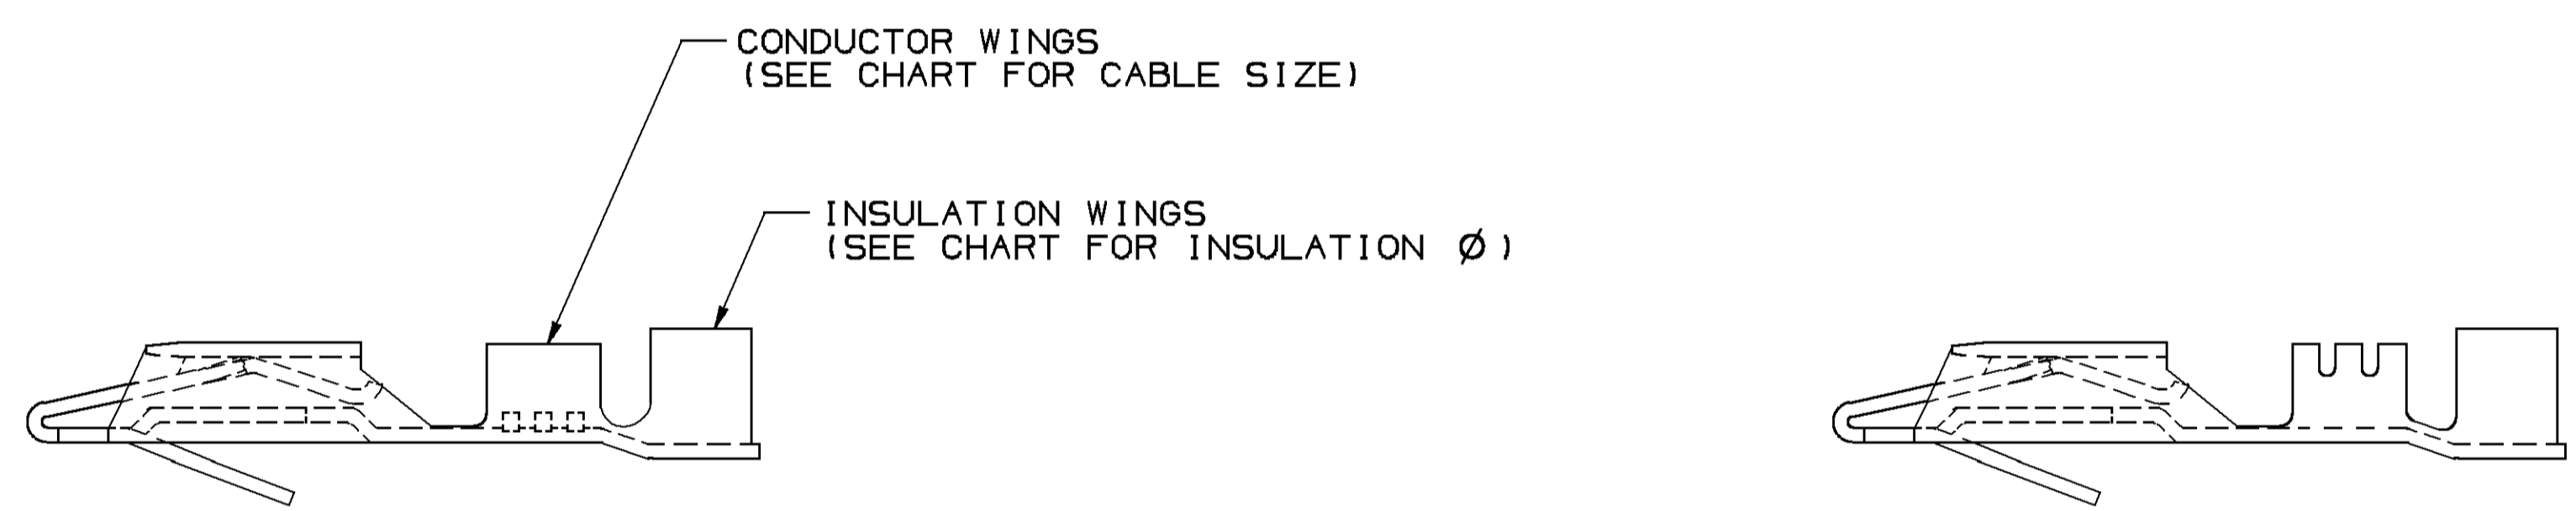 CONDUCTOR WINGS
(SEE CHART FOR CABLE SIZE)
INSULATION WINGS
(SEE CHART FOR INSULATION Ø)